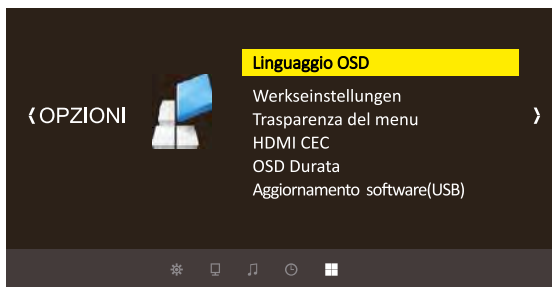 OPZIONI
Linguaggio OSD
Werkseinstellungen
Trasparenza del menu
HDMI CEC
OSD Durata
Aggiornamento software(USB)